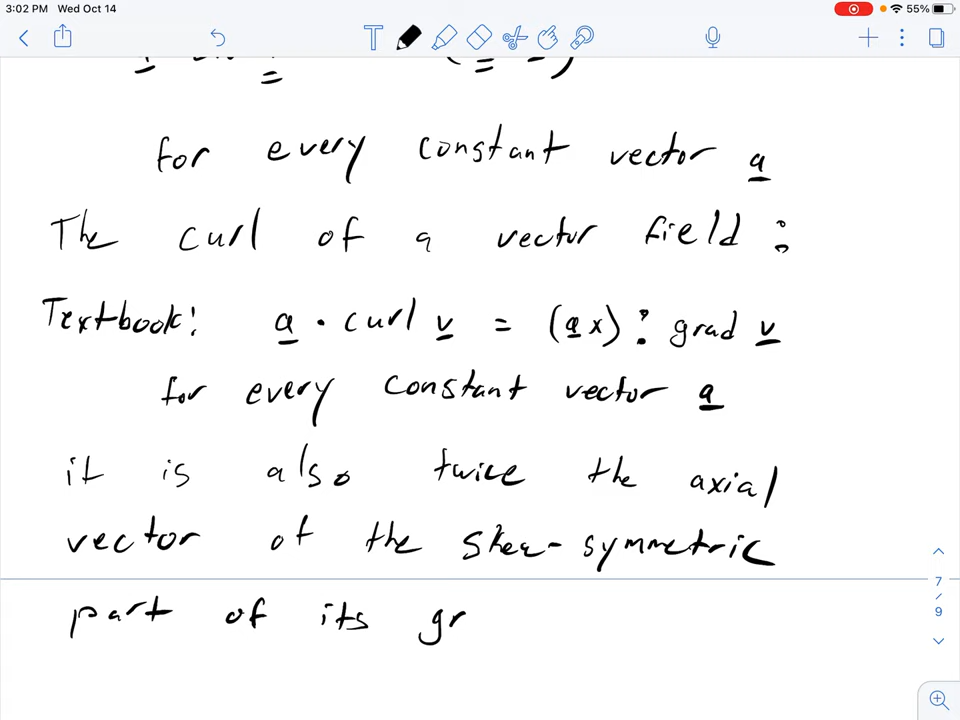 3:02 PM Wed Oct 14 55%
for every constant vector a
The curl of a vector field :
Textbook: a · curl v = (a x) : grad v
for every constant vector a
it is also twice the axial
vector of the skew-symmetric
part of its gr
7
/
9